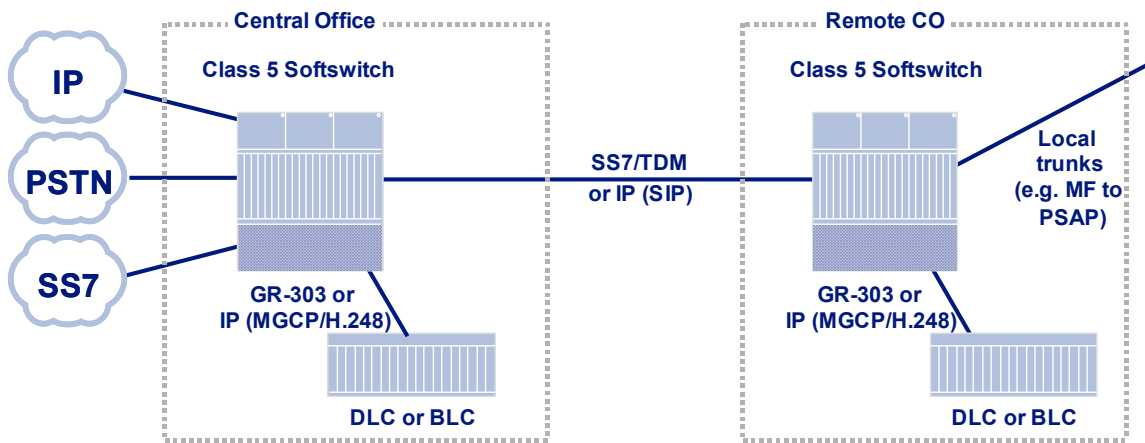 Central Office
Remote CO
IP
Class 5 Softswitch
Class 5 Softswitch
PSTN
SS7/TDM
or IP (SIP)
Local
trunks
(e.g. MF to
PSAP)
SS7
GR-303 or
IP (MGCP/H.248)
GR-303 or
IP (MGCP/H.248)
DLC or BLC
DLC or BLC